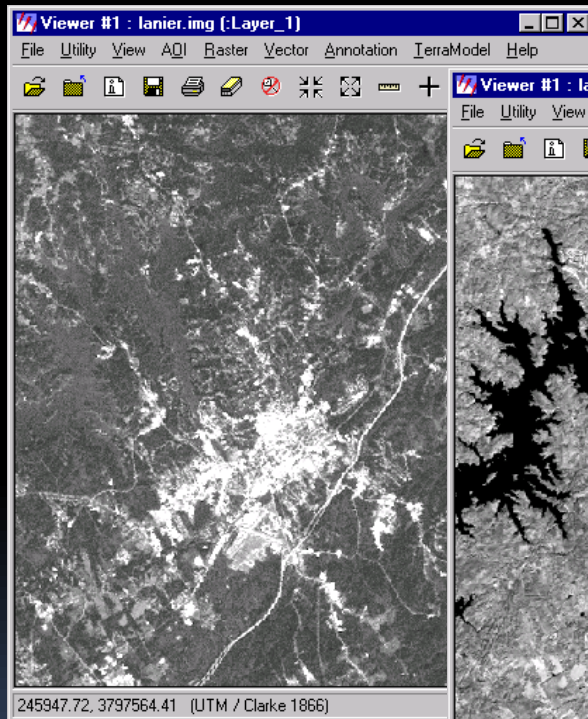 Viewer #1 : lanier.img (:Layer_1)
File Utility View AOI Raster Vector Annotation TerraModel Help
Viewer #1 : la
File Utility View
245947.72, 3797564.41 (UTM / Clarke 1866)